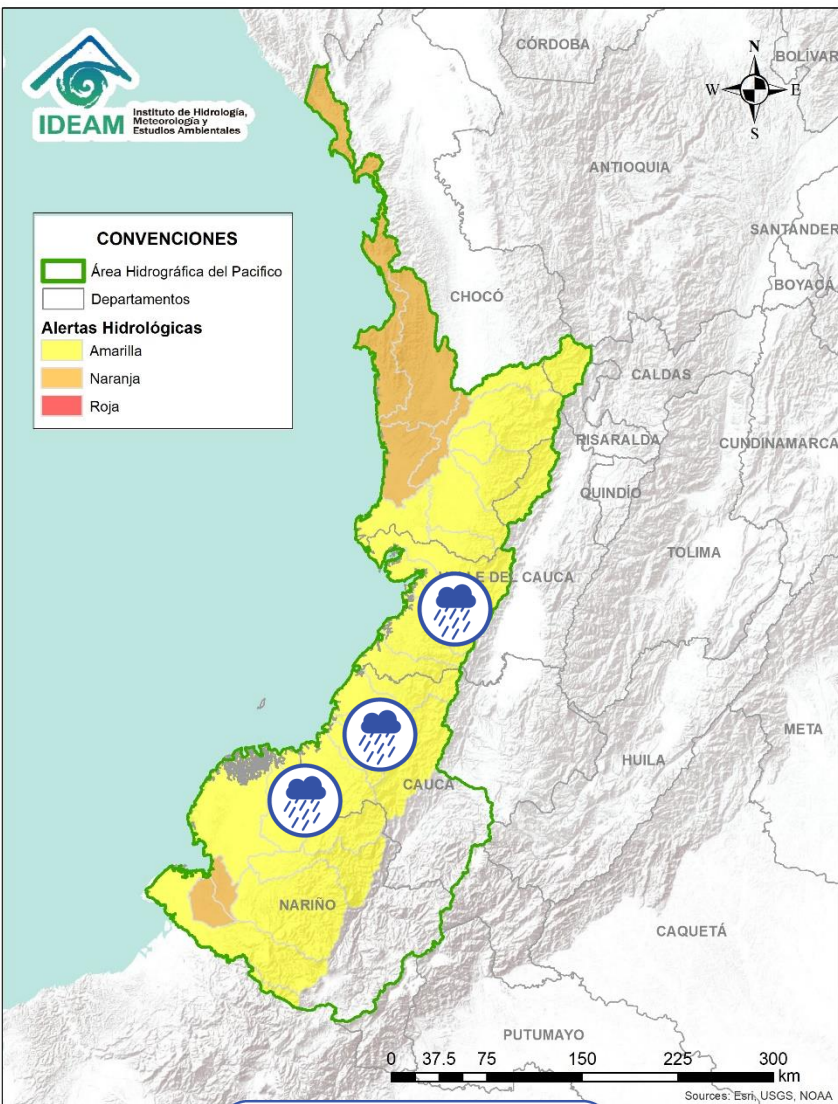 IDEAM
Instituto de Hidrología,
Meteorología y
Estudios Ambientales
CÓRDOBA
BOLÍVAR
N
W
E
S
ANTIOQUIA
SANTANDER
BOYACÁ
CONVENCIONES
Área Hidrográfica del Pacifico
Departamentos
Alertas Hidrológicas
Amarilla
Naranja
Roja
CHOCÓ
CALDAS
RISARALDA
CUNDINAMARCA
QUINDÍO
TOLIMA
LE DEL CAUCA
META
HUILA
CAUCA
NARIÑO
CAQUETÁ
PUTUMAYO
0 37.5 75 150 225 300
km
Sources: Esri, USGS, NOAA